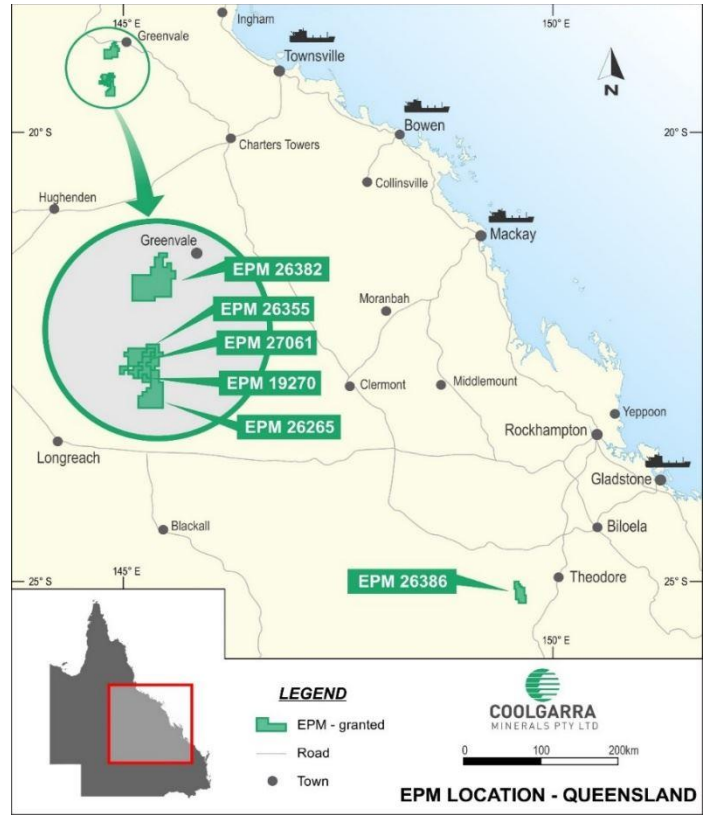 145° E
150° E
Ingham
Greenvale
Townsville
N
20° S
20° S
Bowen
Charters Towers
Collinsville
Hughenden
Mackay
Greenvale
EPM 26382
EPM 26355
Moranbah
EPM 27061
EPM 19270
Clermont
Middlemount
EPM 26265
Yeppoon
Rockhampton
Longreach
Gladstone
Blackall
Biloela
145° E
EPM 26386
Theodore
25° S
25° S
150° E
LEGEND
EPM - granted
Road
Town
COOLGARRA
MINERALS PTY LTD
0 100 200km
EPM LOCATION - QUEENSLAND